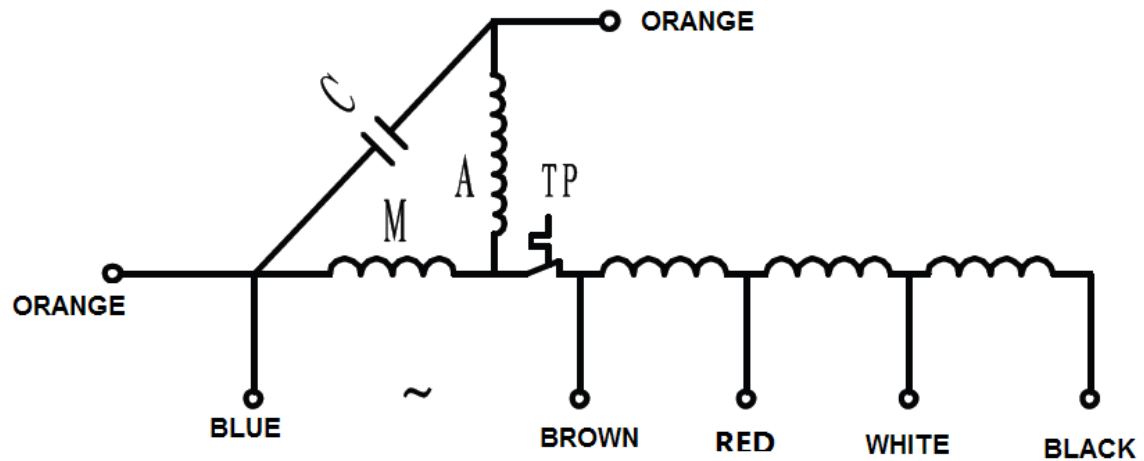 ORANGE
C
A
TP
M
ORANGE
~
BLUE
BROWN
RED
WHITE
BLACK